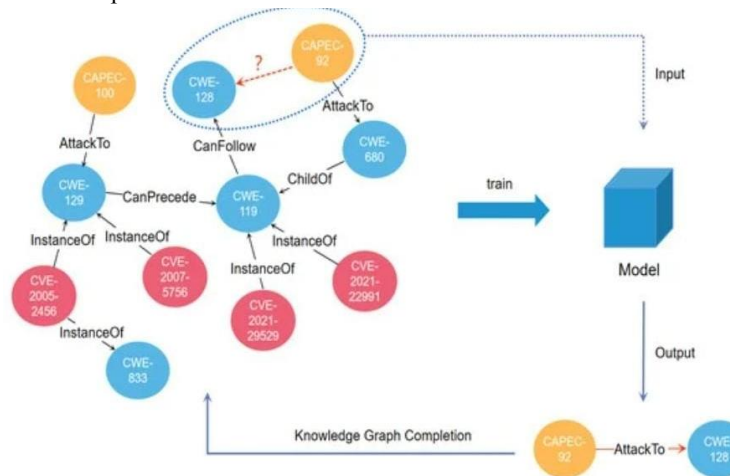 CAPEC-
92
?
CWE-
128
CAPEC-
100
Input
AttackTo
AttackTo
CanFollow
CWE-
680
ChildOf
CWE-
129
CanPrecede
CWE-
119
train
InstanceOf
InstanceOf
InstanceOf
InstanceOf
Model
CVE-
2005-
2456
CVE-
2007-
5756
CVE-
2021-
29529
CVE-
2021-
22991
InstanceOf
CWE-
833
Output
Knowledge Graph Completion
CAPEC-
92
AttackTo
CWE-
128